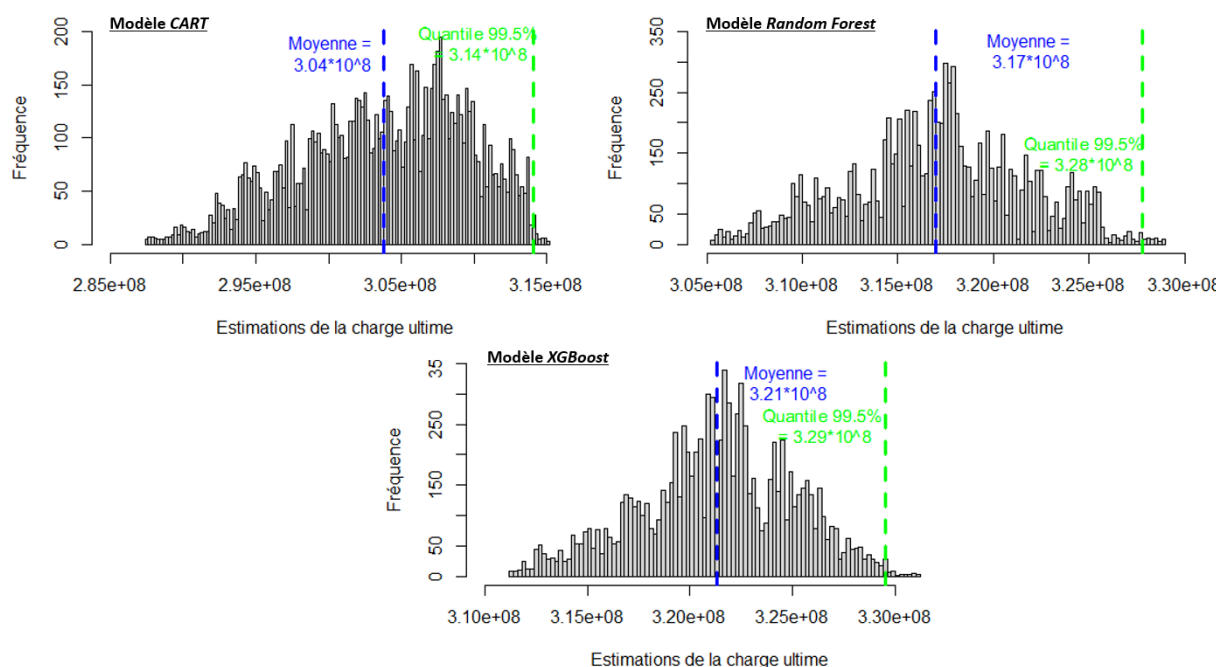 Modèle CART
Moyenne =
3.04*10^8
Quantile 99.5%
= 3.14*10^8
Fréquence
200
150
100
50
0
2.85e+08 2.95e+08 3.05e+08 3.15e+08
Estimations de la charge ultime
Modèle Random Forest
Moyenne =
3.17*10^8
Quantile 99.5%
= 3.28*10^8
Fréquence
350
250
150
50
0
3.05e+08 3.10e+08 3.15e+08 3.20e+08 3.25e+08 3.30e+0
Estimations de la charge ultime
Modèle XGBoost
Moyenne =
3.21*10^8
Quantile 99.5%
= 3.29*10^8
Fréquence
35
250
150
50
0
3.10e+08 3.15e+08 3.20e+08 3.25e+08 3.30e+08
Estimations de la charge ultime